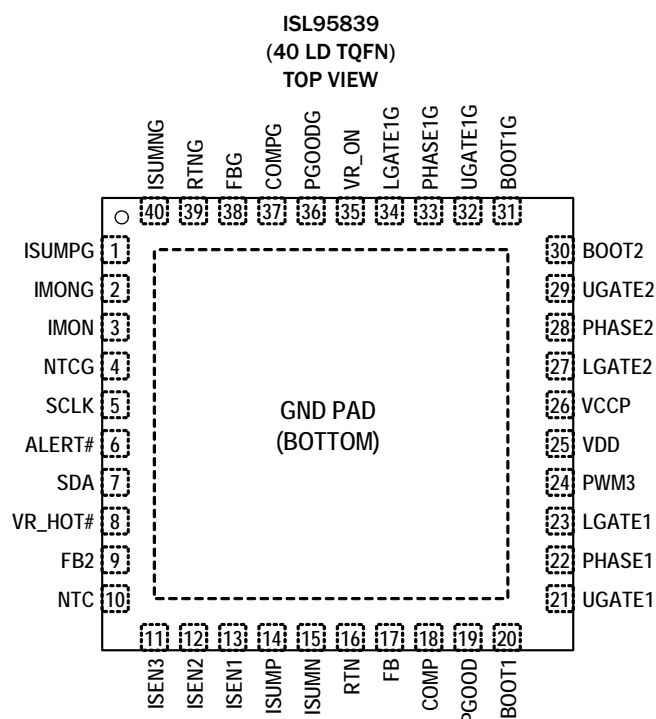 ISL95839
(40 LD TQFN)
TOP VIEW
ISUMNG
RTNG
FBG
COMPG
PGOODG
VR_ON
LGATE1G
PHASE1G
UGATE1G
BOOT1G
40 39 38 37 36 35 34 33 32 31
ISUMPG 1
IMONG 2
IMON 3
NTCG 4
SCLK 5
ALERT# 6
SDA 7
VR_HOT# 8
FB2 9
NTC 10
GND PAD
(BOTTOM)
30 BOOT2
29 UGATE2
28 PHASE2
27 LGATE2
26 VCCP
25 VDD
24 PWM3
23 LGATE1
22 PHASE1
21 UGATE1
11 12 13 14 15 16 17 18 19 20
ISEN3
ISEN2
ISEN1
ISUMP
ISUMN
RTN
FB
COMP
PGOOD
BOOT1